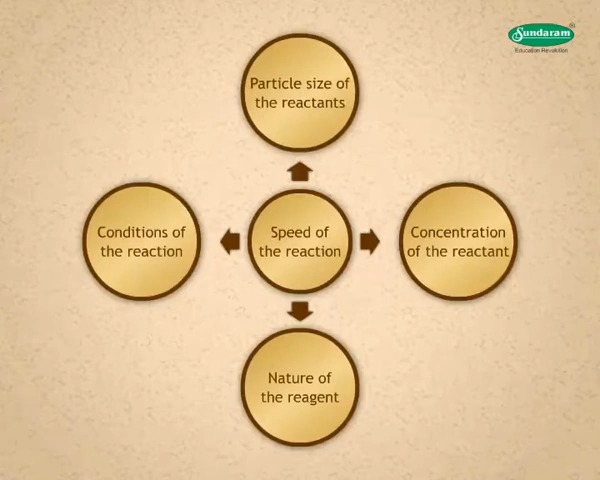 Sundaram
Education Revolution
Particle size of
the reactants
Conditions of
the reaction
Speed of
the reaction
Concentration
of the reactant
Nature of
the reagent